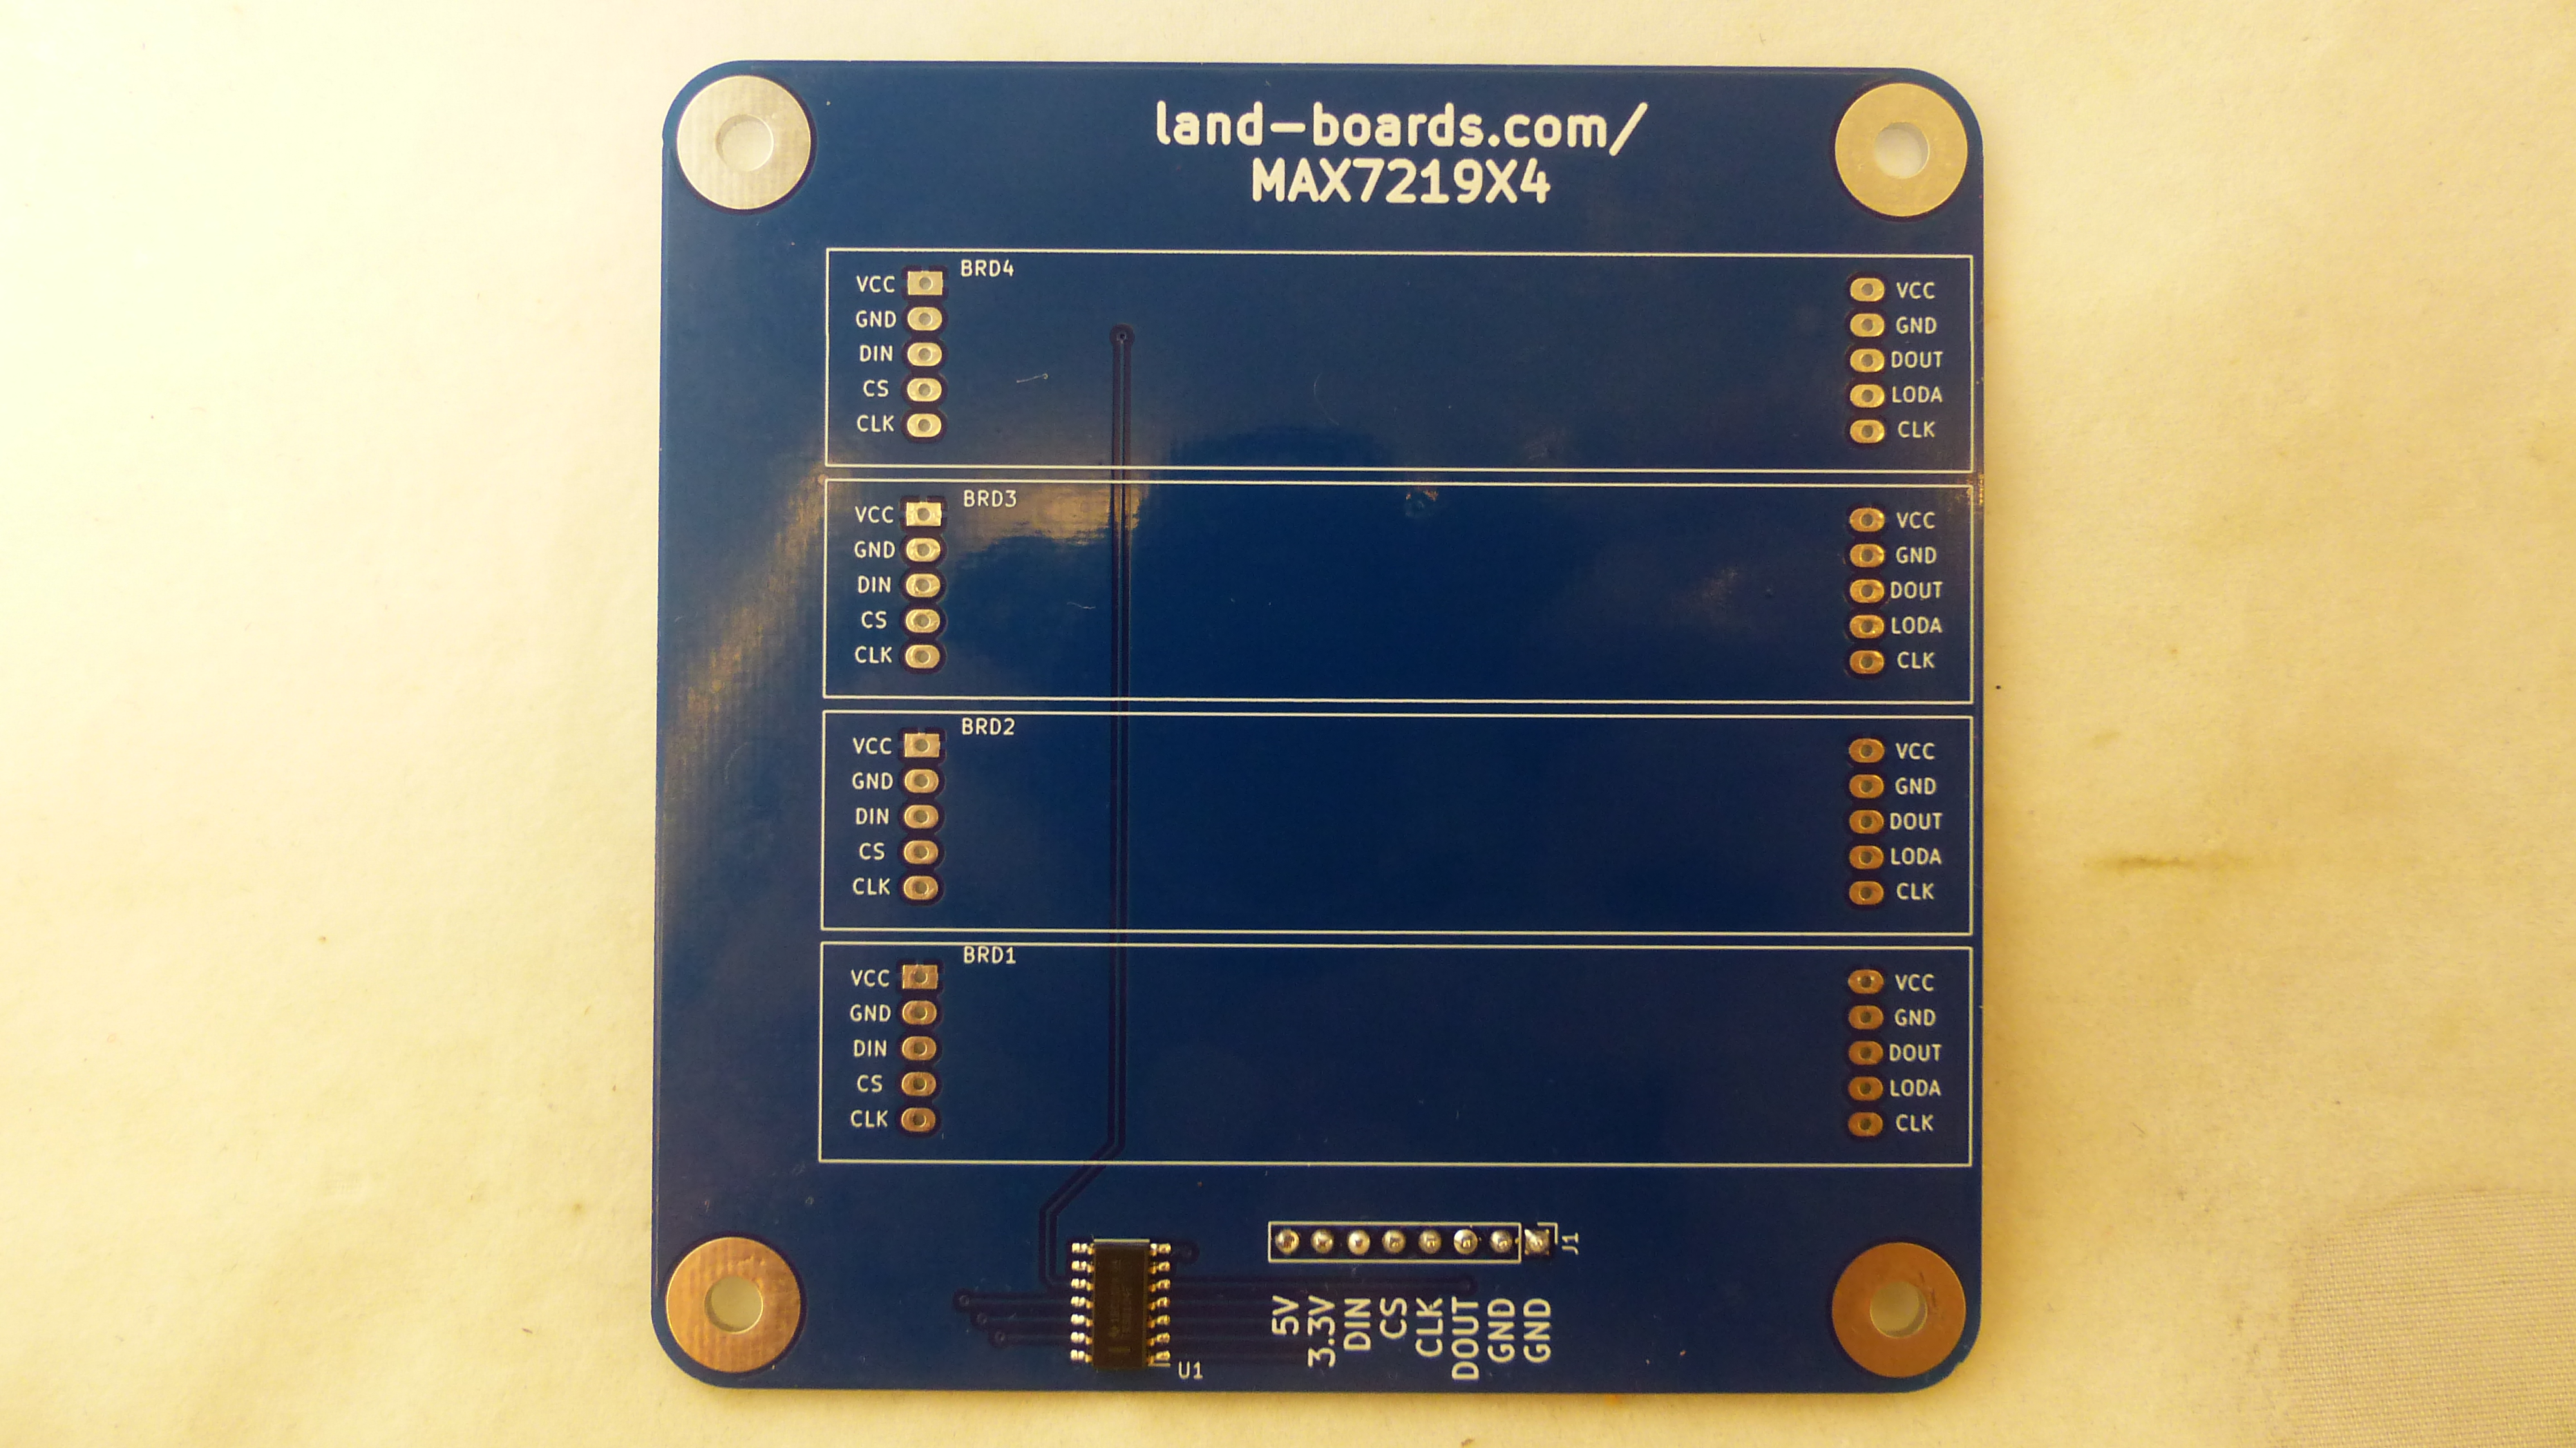 land-boards.com/
MAX7219X4
BRD4
VCC
GND
DIN
CS
CLK
VCC
GND
DOUT
LODA
CLK
BRD3
VCC
GND
DIN
CS
CLK
VCC
GND
DOUT
LODA
CLK
BRD2
VCC
GND
DIN
CS
CLK
VCC
GND
DOUT
LODA
CLK
BRD1
VCC
GND
DIN
CS
CLK
VCC
GND
DOUT
LODA
CLK
J1
5V
3.3V
DIN
CS
CLK
DOUT
GND
GND
U1